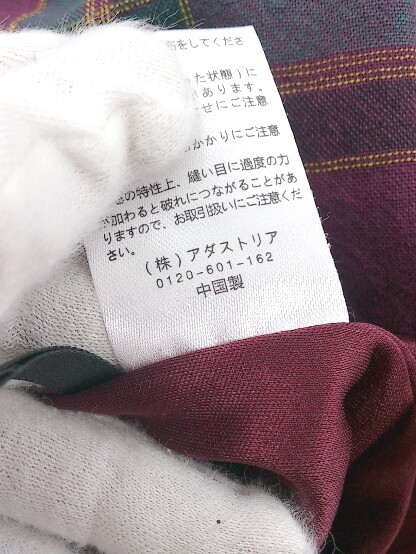 をしてくださ
た状態)に
あります。
せにご注意
かかりにご注意
の特性上、縫い目に過度の力
加わると破れにつながることがあ
りますので、お取引扱いにご注意くだ
さい。
(株)アダストリア
0120-601-162
中国製